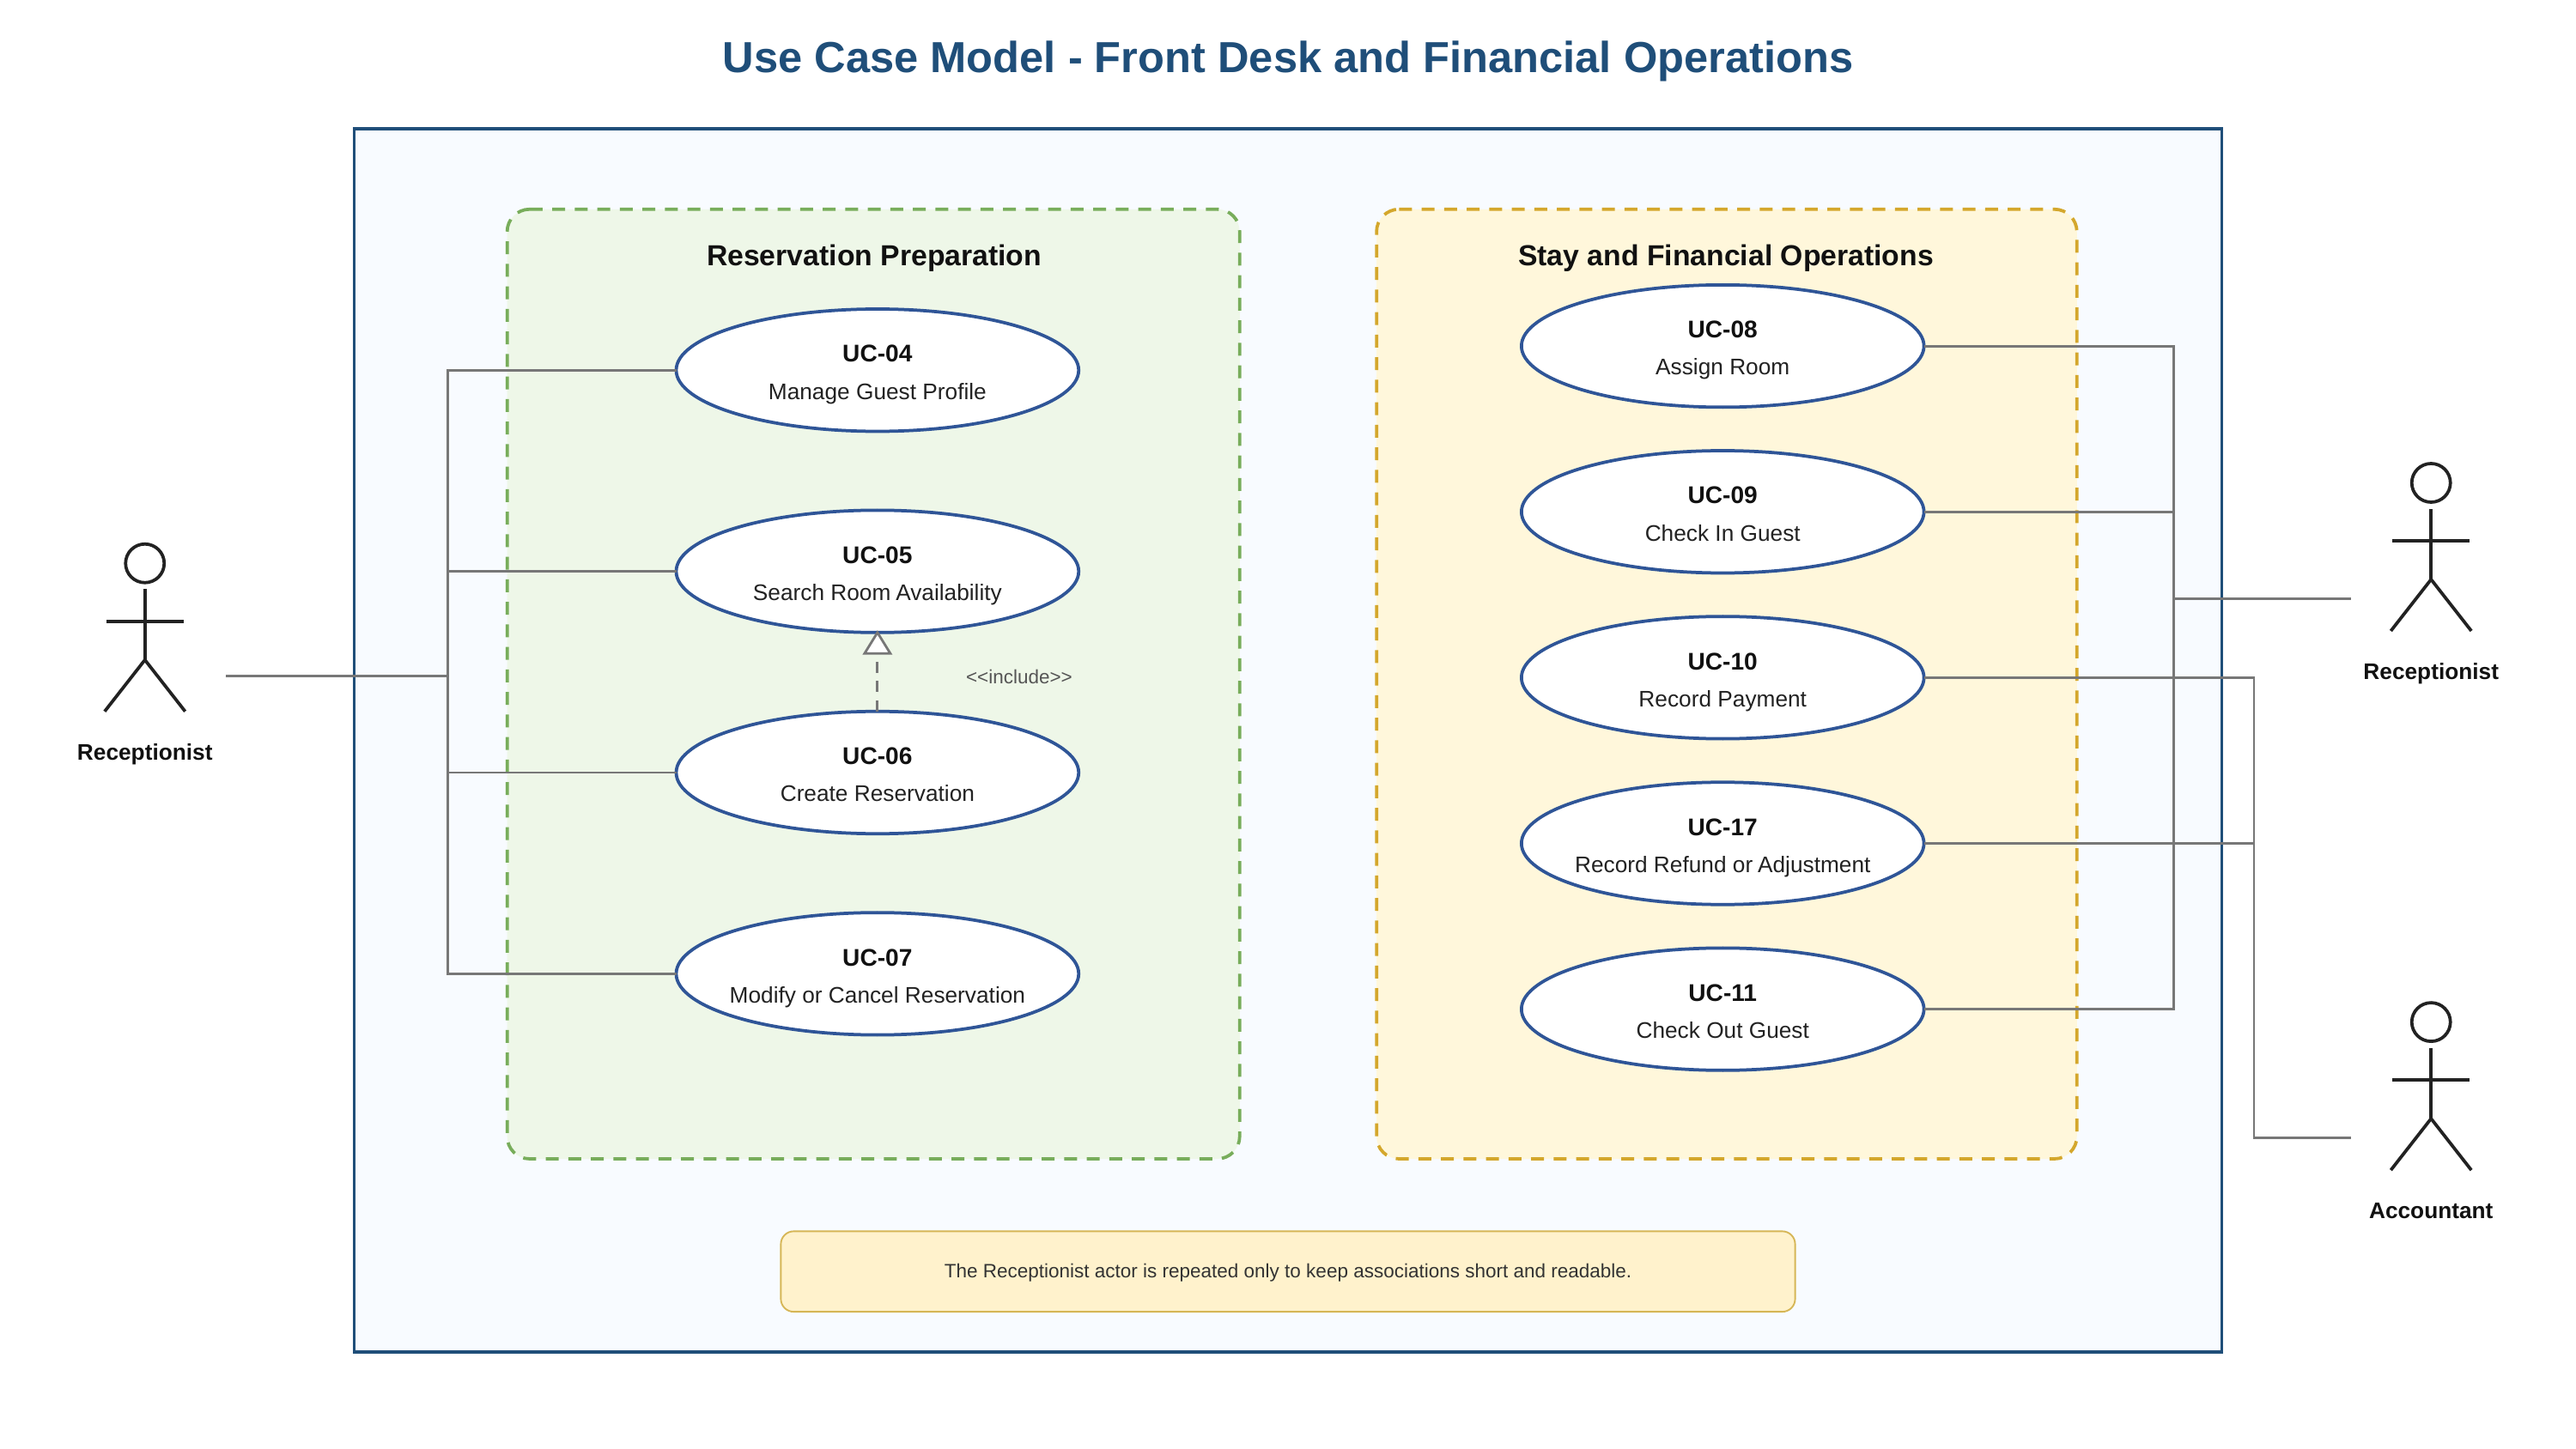 Use Case Model - Front Desk and Financial Operations
Reservation Preparation
UC-04
Manage Guest Profile
UC-05
Search Room Availability
<<include>>
UC-06
Create Reservation
UC-07
Modify or Cancel Reservation
Stay and Financial Operations
UC-08
Assign Room
UC-09
Check In Guest
UC-10
Record Payment
UC-17
Record Refund or Adjustment
UC-11
Check Out Guest
Receptionist
Receptionist
Accountant
The Receptionist actor is repeated only to keep associations short and readable.